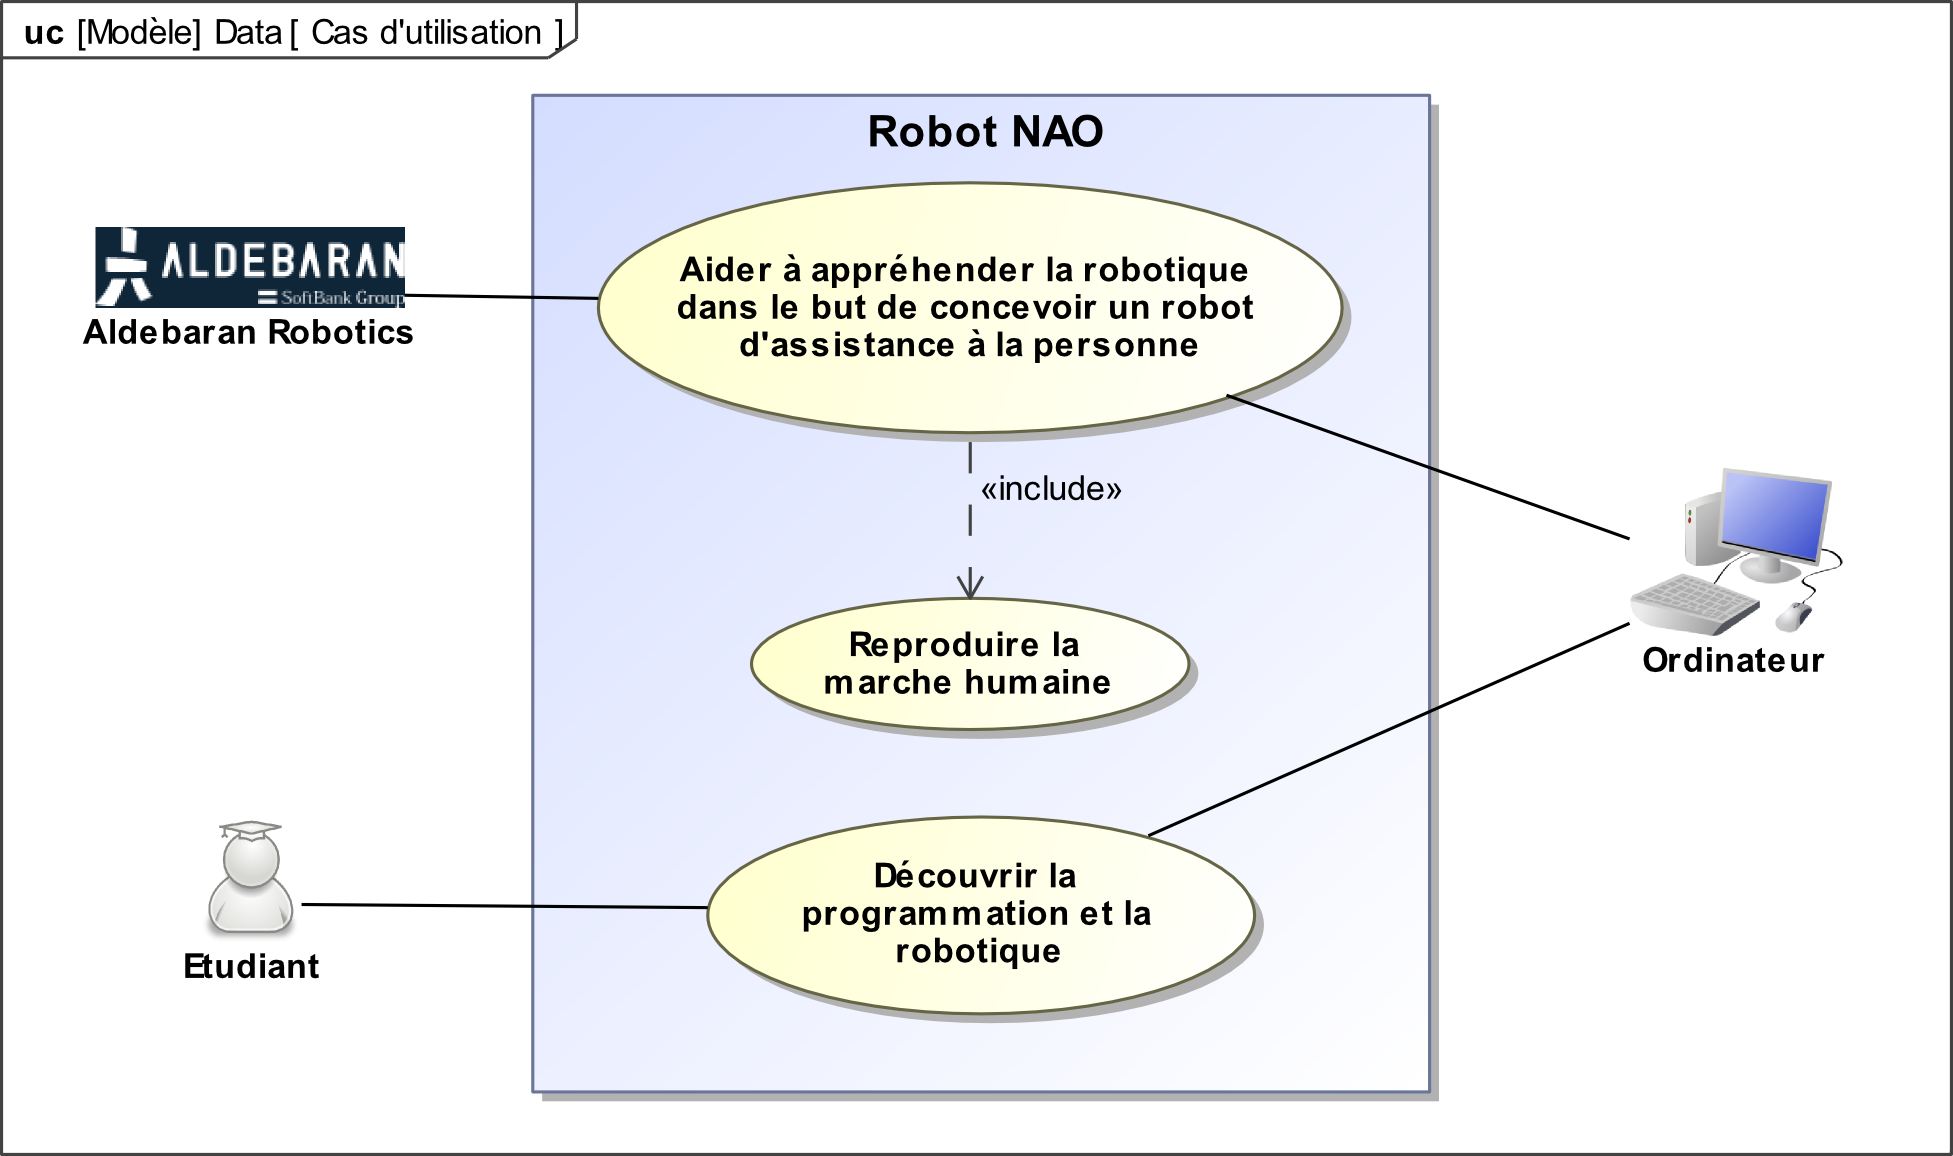 uc [Modèle] Data [ Cas d'utilisation ]
Robot NAO
ALDEBARAN
SoftBank Group
Aldebaran Robotics
Aider à appréhender la robotique
dans le but de concevoir un robot
d'assistance à la personne
«include»
Reproduire la
marche humaine
Ordinateur
Découvrir la
programmation et la
robotique
Etudiant